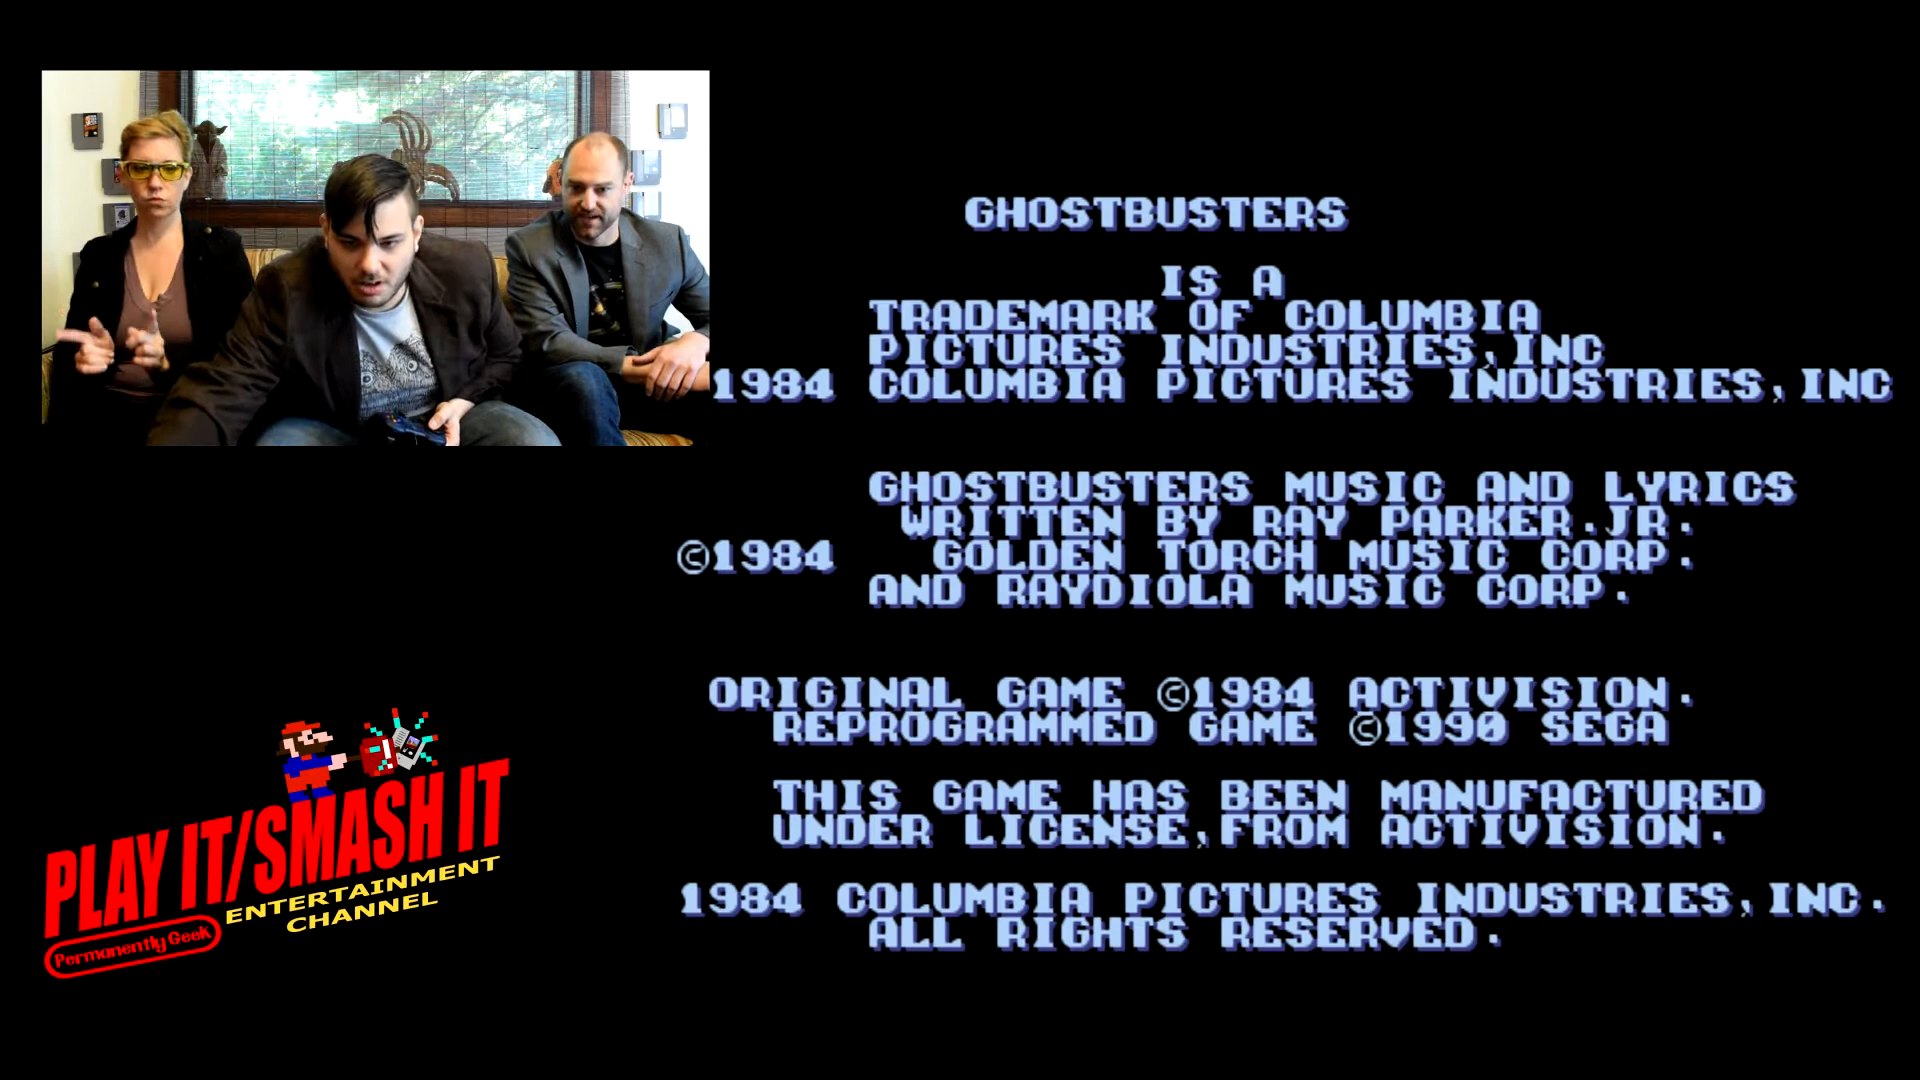 GHOSTBUSTERS
IS A
TRADEMARK OF COLUMBIA
PICTURES INDUSTRIES,INC
1984 COLUMBIA PICTURES INDUSTRIES,INC
GHOSTBUSTERS MUSIC AND LYRICS
WRITTEN BY RAY PARKER.JR.
©1984 GOLDEN TORCH MUSIC CORP.
AND RAYDIOLA MUSIC CORP.
ORIGINAL GAME ©1984 ACTIVISION.
REPROGRAMMED GAME ©1990 SEGA
THIS GAME HAS BEEN MANUFACTURED
UNDER LICENSE,FROM ACTIVISION.
1984 COLUMBIA PICTURES INDUSTRIES,INC.
ALL RIGHTS RESERVED.
PLAY IT/SMASH IT
ENTERTAINMENT
CHANNEL
Permanently Geek